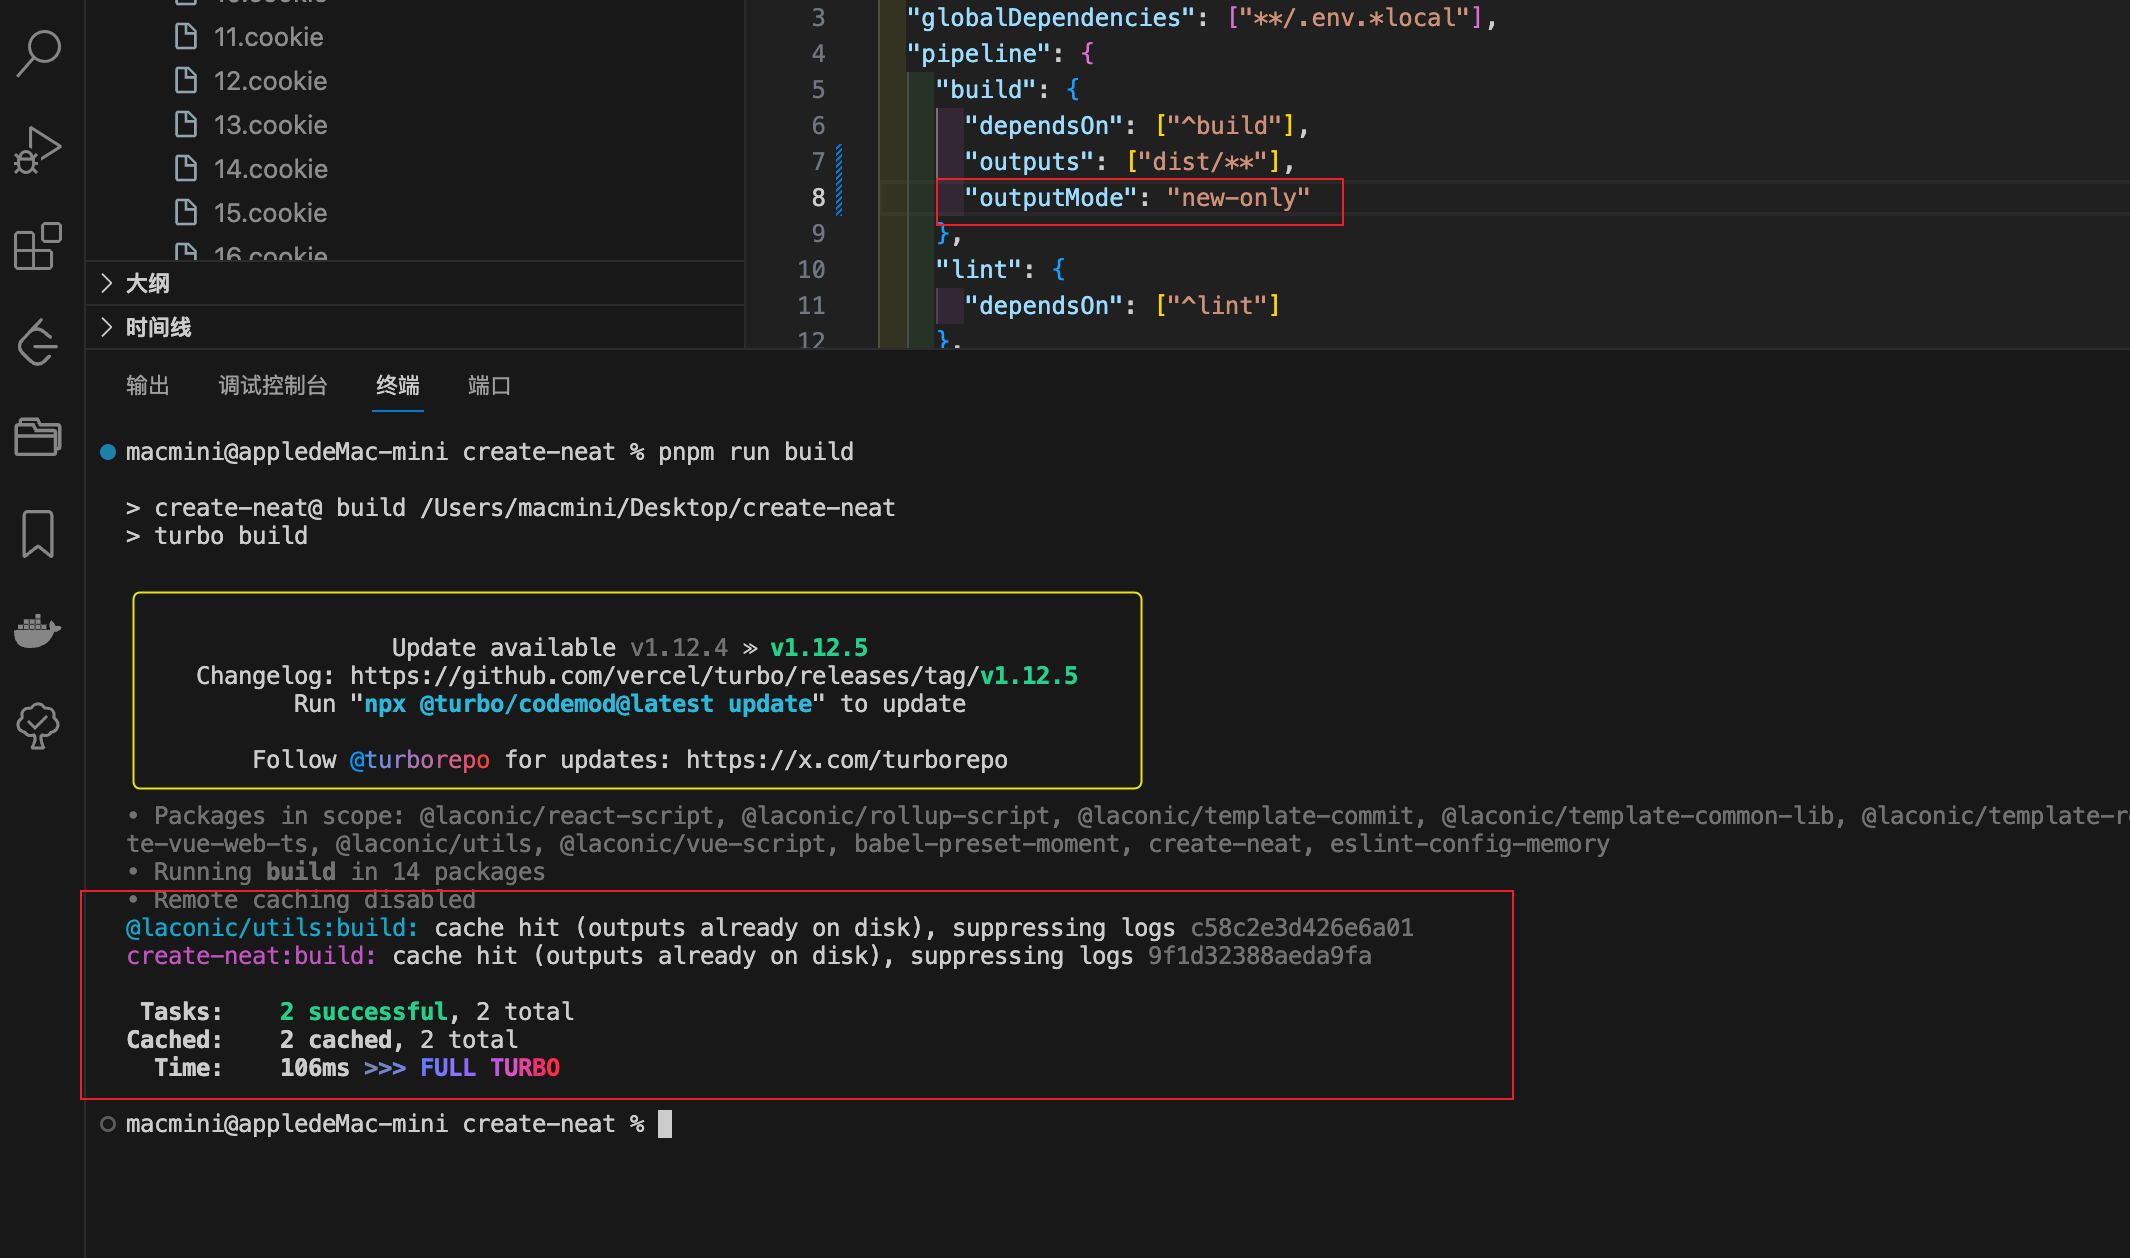 11.cookie
12.cookie
13.cookie
14.cookie
15.cookie
16.cookie
大纲
时间线
3 "globalDependencies": ["**/.env.*local"],
4 "pipeline": {
5 "build": {
6 "dependsOn": ["^build"],
7 "outputs": ["dist/**"],
8 "outputMode": "new-only"
9 },
10 "lint": {
11 "dependsOn": ["^lint"]
12 },
输出 调试控制台 终端 端口
macmini@appledeMac-mini create-neat % pnpm run build
> create-neat@ build /Users/macmini/Desktop/create-neat
> turbo build
Update available v1.12.4 ≫ v1.12.5
Changelog: https://github.com/vercel/turbo/releases/tag/v1.12.5
Run "npx @turbo/codemod@latest update" to update
Follow @turborepo for updates: https://x.com/turborepo
• Packages in scope: @laconic/react-script, @laconic/rollup-script, @laconic/template-commit, @laconic/template-common-lib, @laconic/template-r
te-vue-web-ts, @laconic/utils, @laconic/vue-script, babel-preset-moment, create-neat, eslint-config-memory
• Running build in 14 packages
• Remote caching disabled
@laconic/utils:build: cache hit (outputs already on disk), suppressing logs c58c2e3d426e6a01
create-neat:build: cache hit (outputs already on disk), suppressing logs 9f1d32388aeda9fa
Tasks: 2 successful, 2 total
Cached: 2 cached, 2 total
Time: 106ms >>> FULL TURBO
macmini@appledeMac-mini create-neat %